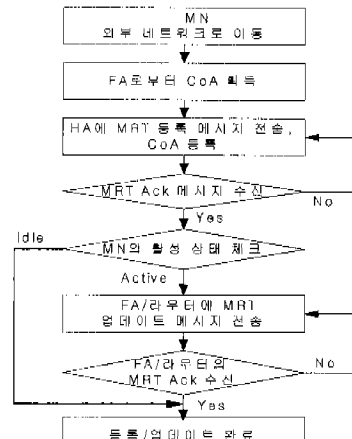 MN
외부 네트워크로 이동
FA로부터 CoA 획득
HA에 MRT 등록 메시지 전송,
CoA 등록
MRT Ack 메시지 수신
No
Yes
Idle
MN의 활성 상태 체크
Active
FA/라우터에 MRT
업데이트 메시지 전송
FA/라우터의
MRT Ack 수신
No
Yes
등록/업데이트 완료